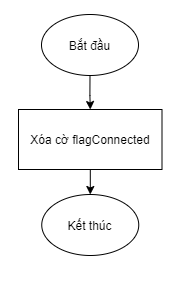 Bắt đầu
Xóa cờ flagConnected
Kết thúc